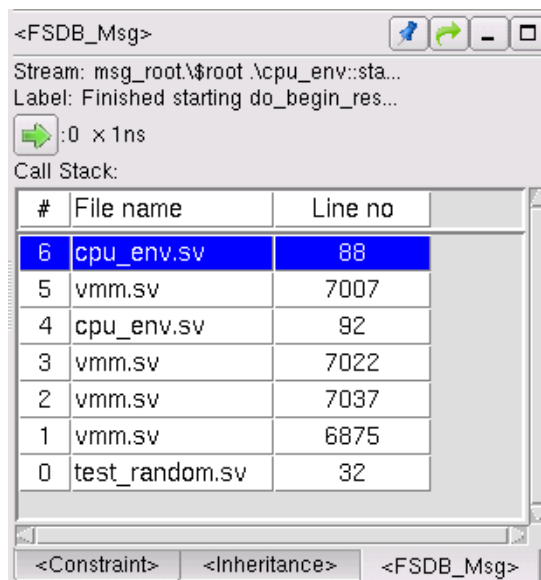 <FSDB_Msg>
Stream: msg_root.\$root .\cpu_env::sta...
Label: Finished starting do_begin_res...
:0 x 1ns
Call Stack:
# File name Line no
6 cpu_env.sv 88
5 vmm.sv 7007
4 cpu_env.sv 92
3 vmm.sv 7022
2 vmm.sv 7037
1 vmm.sv 6875
0 test_random.sv 32
<Constraint> <Inheritance> <FSDB_Msg>